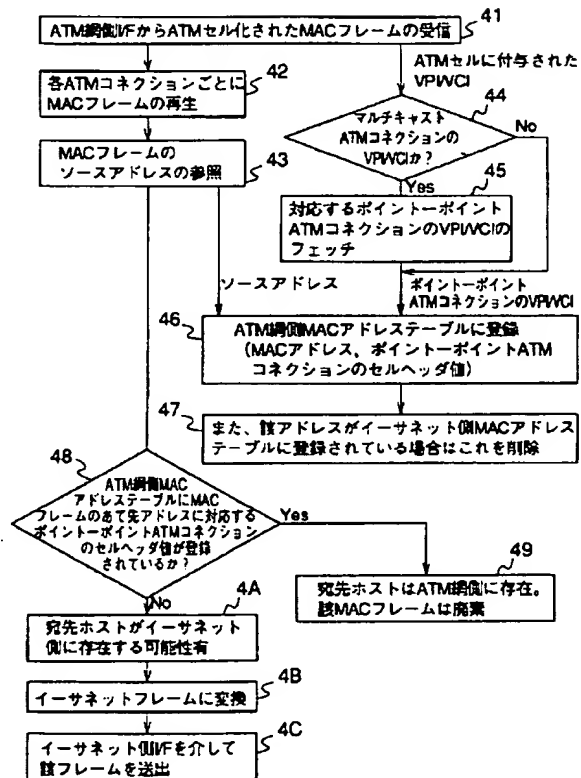 41
ATM網側I/FからATMセル化されたMACフレームの受信
42
各ATMコネクションごとに
MACフレームの再生
43
MACフレームの
ソースアドレスの参照
ATMセルに付与された
VPI/VCI
44
マルチキャスト
ATMコネクションの
VPI/VCIか?
No
Yes
45
対応するポイントーポイント
ATMコネクションのVPI/VCIの
フェッチ
ソースアドレス
ポイントーポイント
ATMコネクションのVPI/VCI
46
ATM網側MACアドレステーブルに登録
(MACアドレス、ポイントーポイントATM
コネクションのセルヘッダ値)
47
また、該アドレスがイーサネット側MACアドレス
テーブルに登録されている場合はこれを削除
48
ATM網側MAC
アドレステーブルにMAC
フレームのあて先アドレスに対応する
ポイントーポイントATMコネクション
のセルヘッダ値が登録
されているか?
Yes
No
49
宛先ホストはATM網側に存在。
該MACフレームは廃棄
4A
宛先ホストがイーサネット
側に存在する可能性有
4B
イーサネットフレームに変換
4C
イーサネット側I/Fを介して
該フレームを送出